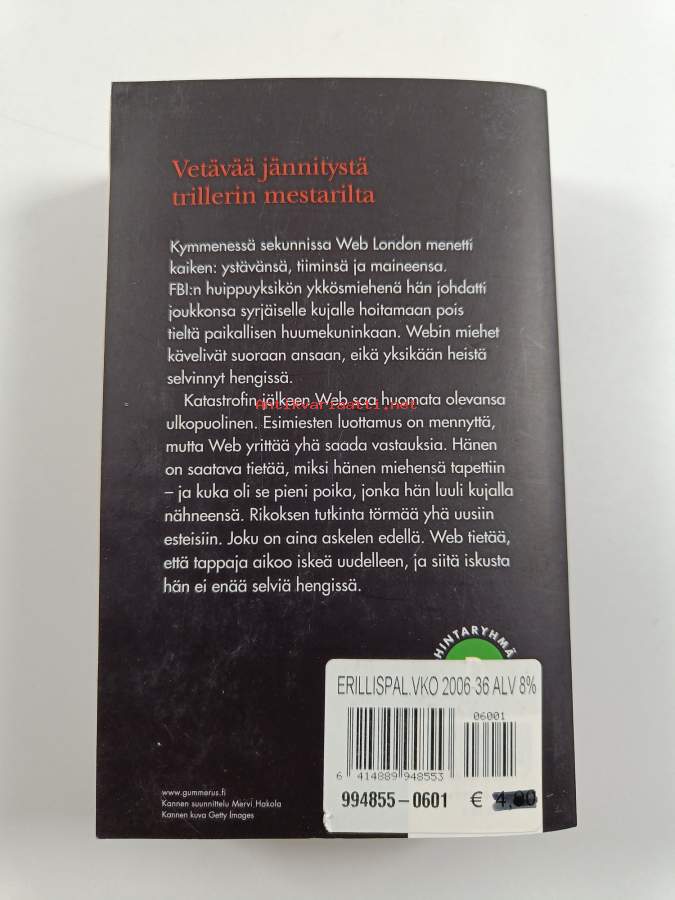 Vetävää jännitystä
trillerin mestarilta
Kymmenessä sekunnissa Web London menetti
kaiken: ystävänsä, tiiminsä ja maineensa.
FBI:n huippuyksikön ykkösmiehenä hän johdatti
joukkonsa syrjäiselle kujalle hoitamaan pois
tieltä paikallisen huumekuninkaan. Webin miehet
kävelivät suoraan ansaan, eikä yksikään heistä
selvinnyt hengissä.
Katastrofin jälkeen Web saa huomata olevansa
Antikvariaatti.net
ulkopuolinen. Esimiesten luottamus on mennyttä,
mutta Web yrittää yhä saada vastauksia. Hänen
on saatava tietää, miksi hänen miehensä tapettiin
– ja kuka oli se pieni poika, jonka hän luuli kujalla
nähneensä. Rikoksen tutkinta törmää yhä uusiin
esteisiin. Joku on aina askelen edellä. Web tietää,
että tappaja aikoo iskeä uudelleen, ja siitä iskusta
hän ei enää selviä hengissä.
HINTARYHMÄ
ERILLISPAL.VKO 2006-36 ALV 8%
06001
6 414889 948553
994855–0601 € 4,80
www.gummerus.fi
Kannen suunnittelu Mervi Hakola
Kannen kuva Getty Images